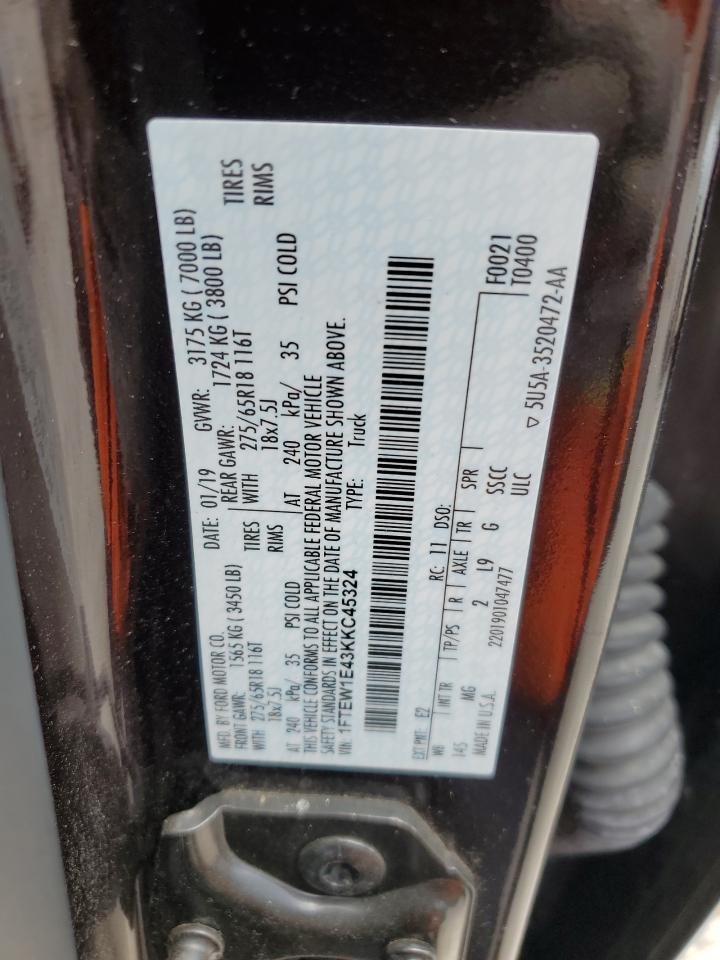 MFD. BY FORD MOTOR CO. DATE: 01/19 GVWR: 3175 KG ( 7000 LB)
FRONT GAWR: 1565 KG (3450 LB) REAR GAWR: 1724 KG ( 3800 LB)
WITH 275/65R18 116T TIRES WITH 275/65R18 116T TIRES
18x7.5J RIMS 18x7.5J RIMS
AT 240 kPa/ 35 PSI COLD AT 240 kPa/ 35 PSI COLD
THIS VEHICLE CONFORMS TO ALL APPLICABLE FEDERAL MOTOR VEHICLE
SAFETY STANDARDS IN EFFECT ON THE DATE OF MANUFACTURE SHOWN ABOVE.
VIN: 1FTEW1E43KKC45324 TYPE: Truck
EXT PNT: E2 RC: 11 DSO: F0021
WB INT TR TP/PS R AXLE TR SPR T0400
145 MG 2 L9 G SSCC
MADE IN U.S.A. 2201901047477 ULC ▽ 5U5A-3520472-AA